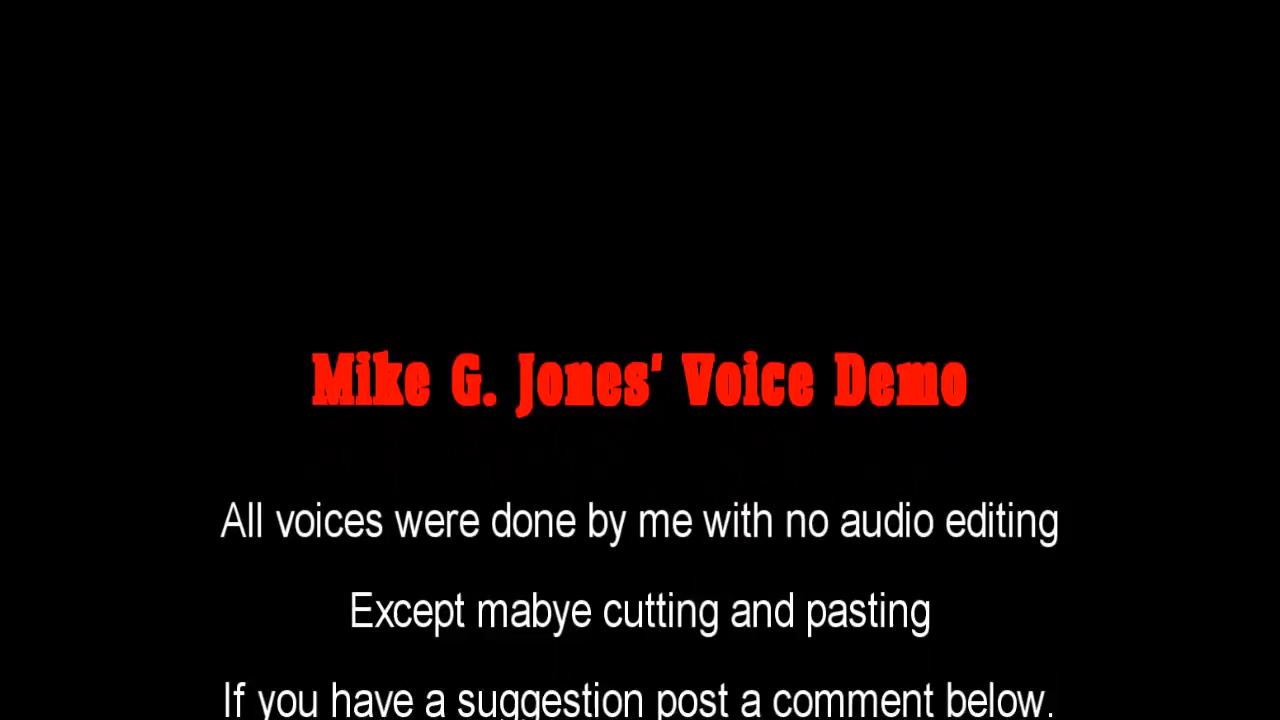 Mike G. Jones' Voice Demo
All voices were done by me with no audio editing
Except mabye cutting and pasting
If you have a suggestion post a comment below.